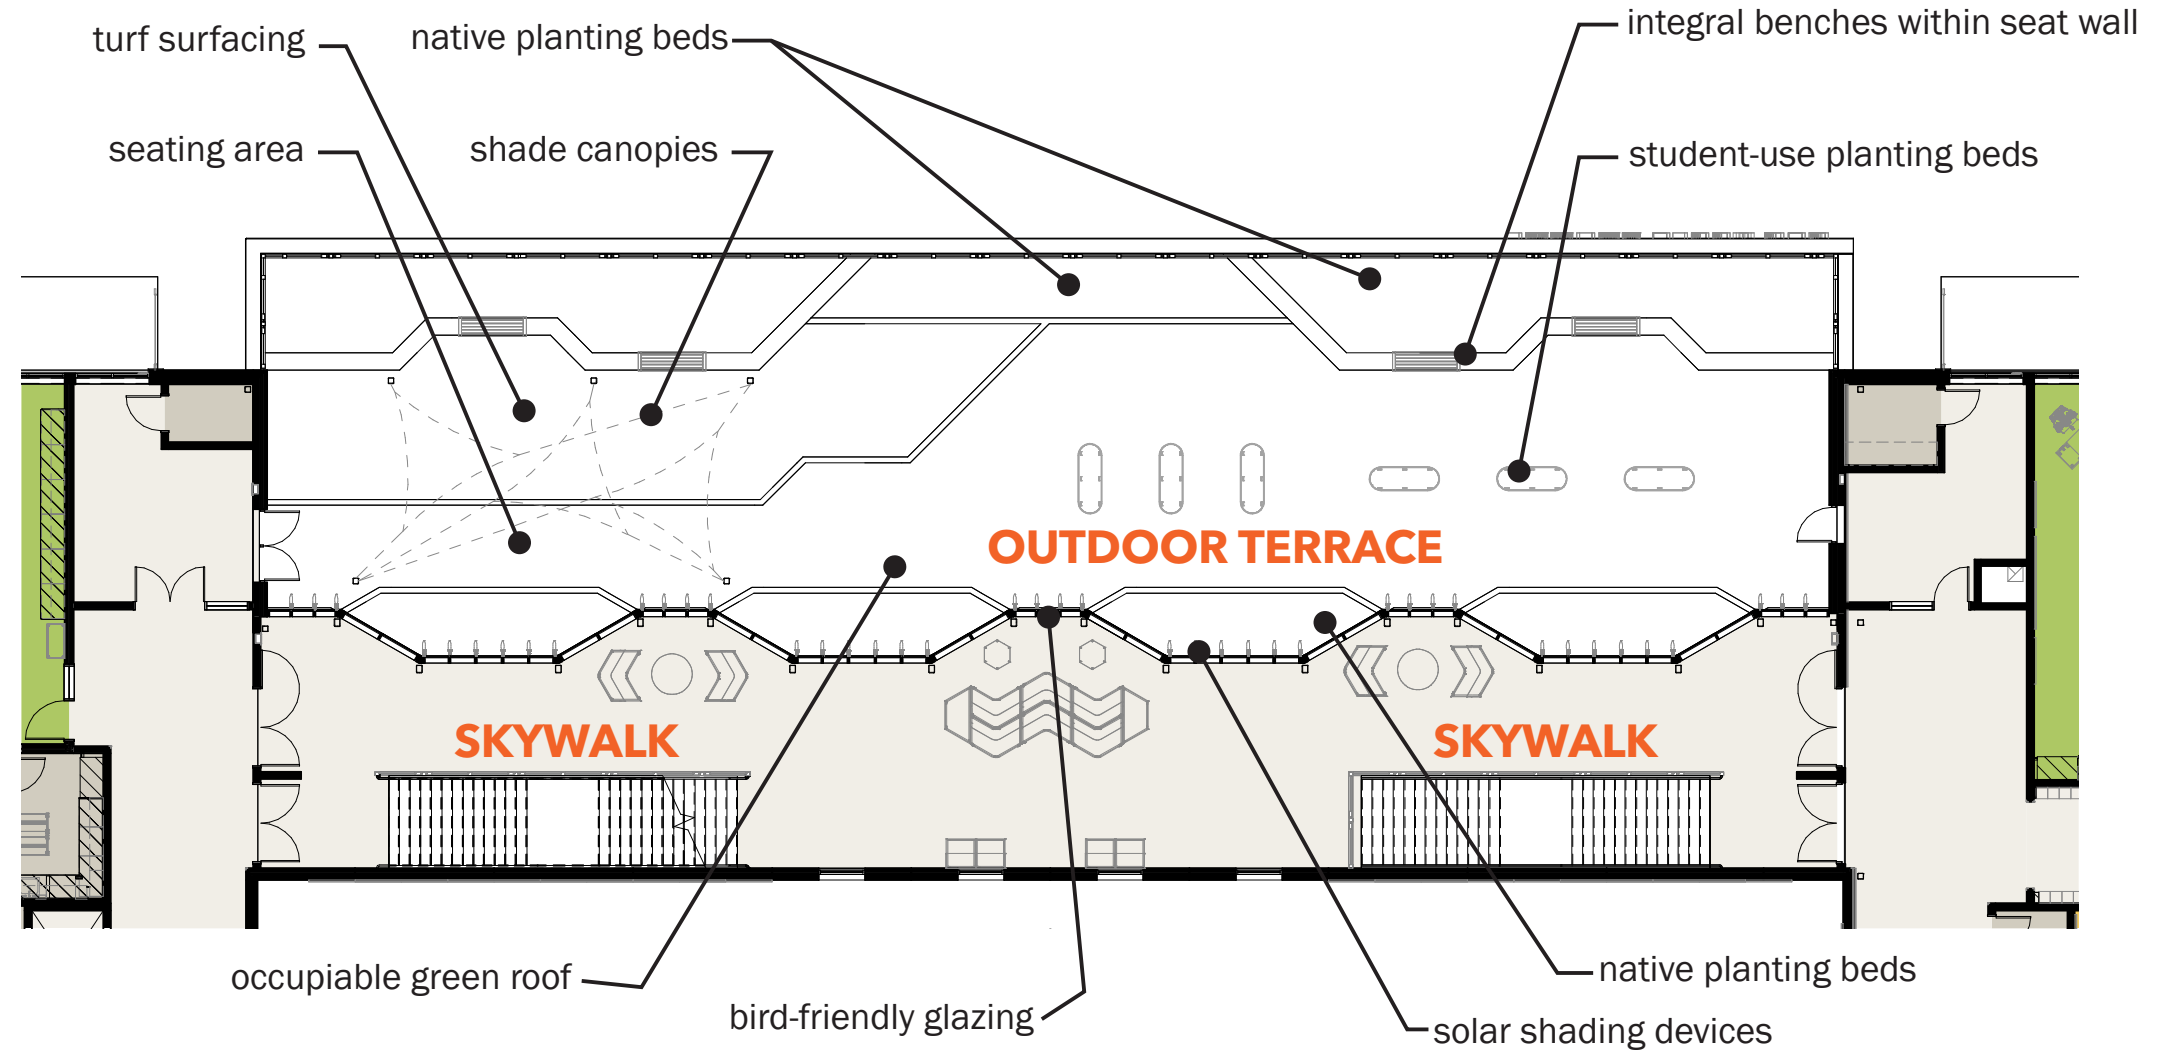 turf surfacing
native planting beds
integral benches within seat wall
seating area
shade canopies
student-use planting beds
OUTDOOR TERRACE
SKYWALK
SKYWALK
occupiable green roof
bird-friendly glazing
native planting beds
solar shading devices